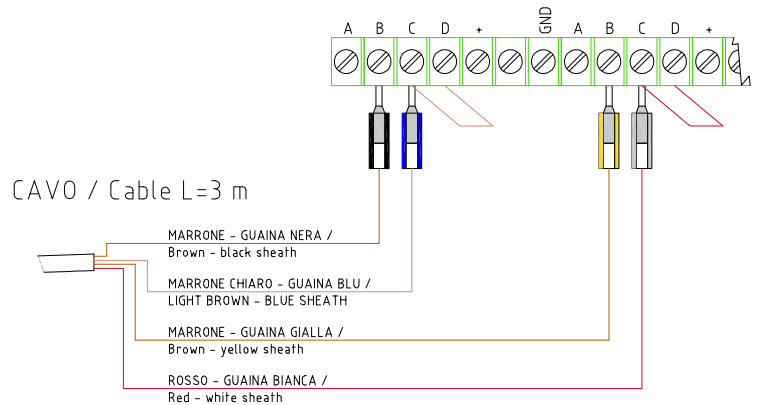 A B C D + GND A B C D +
CAVO / Cable L=3 m
MARRONE - GUAINA NERA /
Brown - black sheath
MARRONE CHIARO - GUAINA BLU /
LIGHT BROWN - BLUE SHEATH
MARRONE - GUAINA GIALLA /
Brown - yellow sheath
ROSSO - GUAINA BIANCA /
Red - white sheath